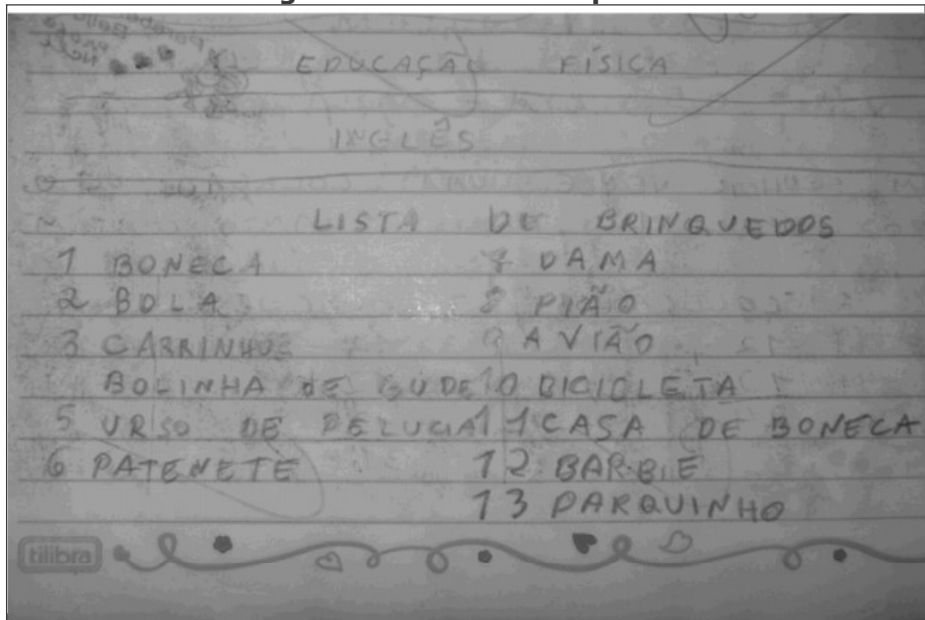 EDUCAÇÃO FÍSICA
INGLÊS
LISTA DE BRINQUEDOS
1 BONECA
2 BOLA
3 CARRINHO
BOLINHA de GUDE
5 URSO DE PELUCIA
6 PATENETE
7 DAMA
8 PIÃO
9 AVIÃO
10 BICICLETA
11 CASA DE BONECA
12 BARBIE
13 PARQUINHO
tilibra